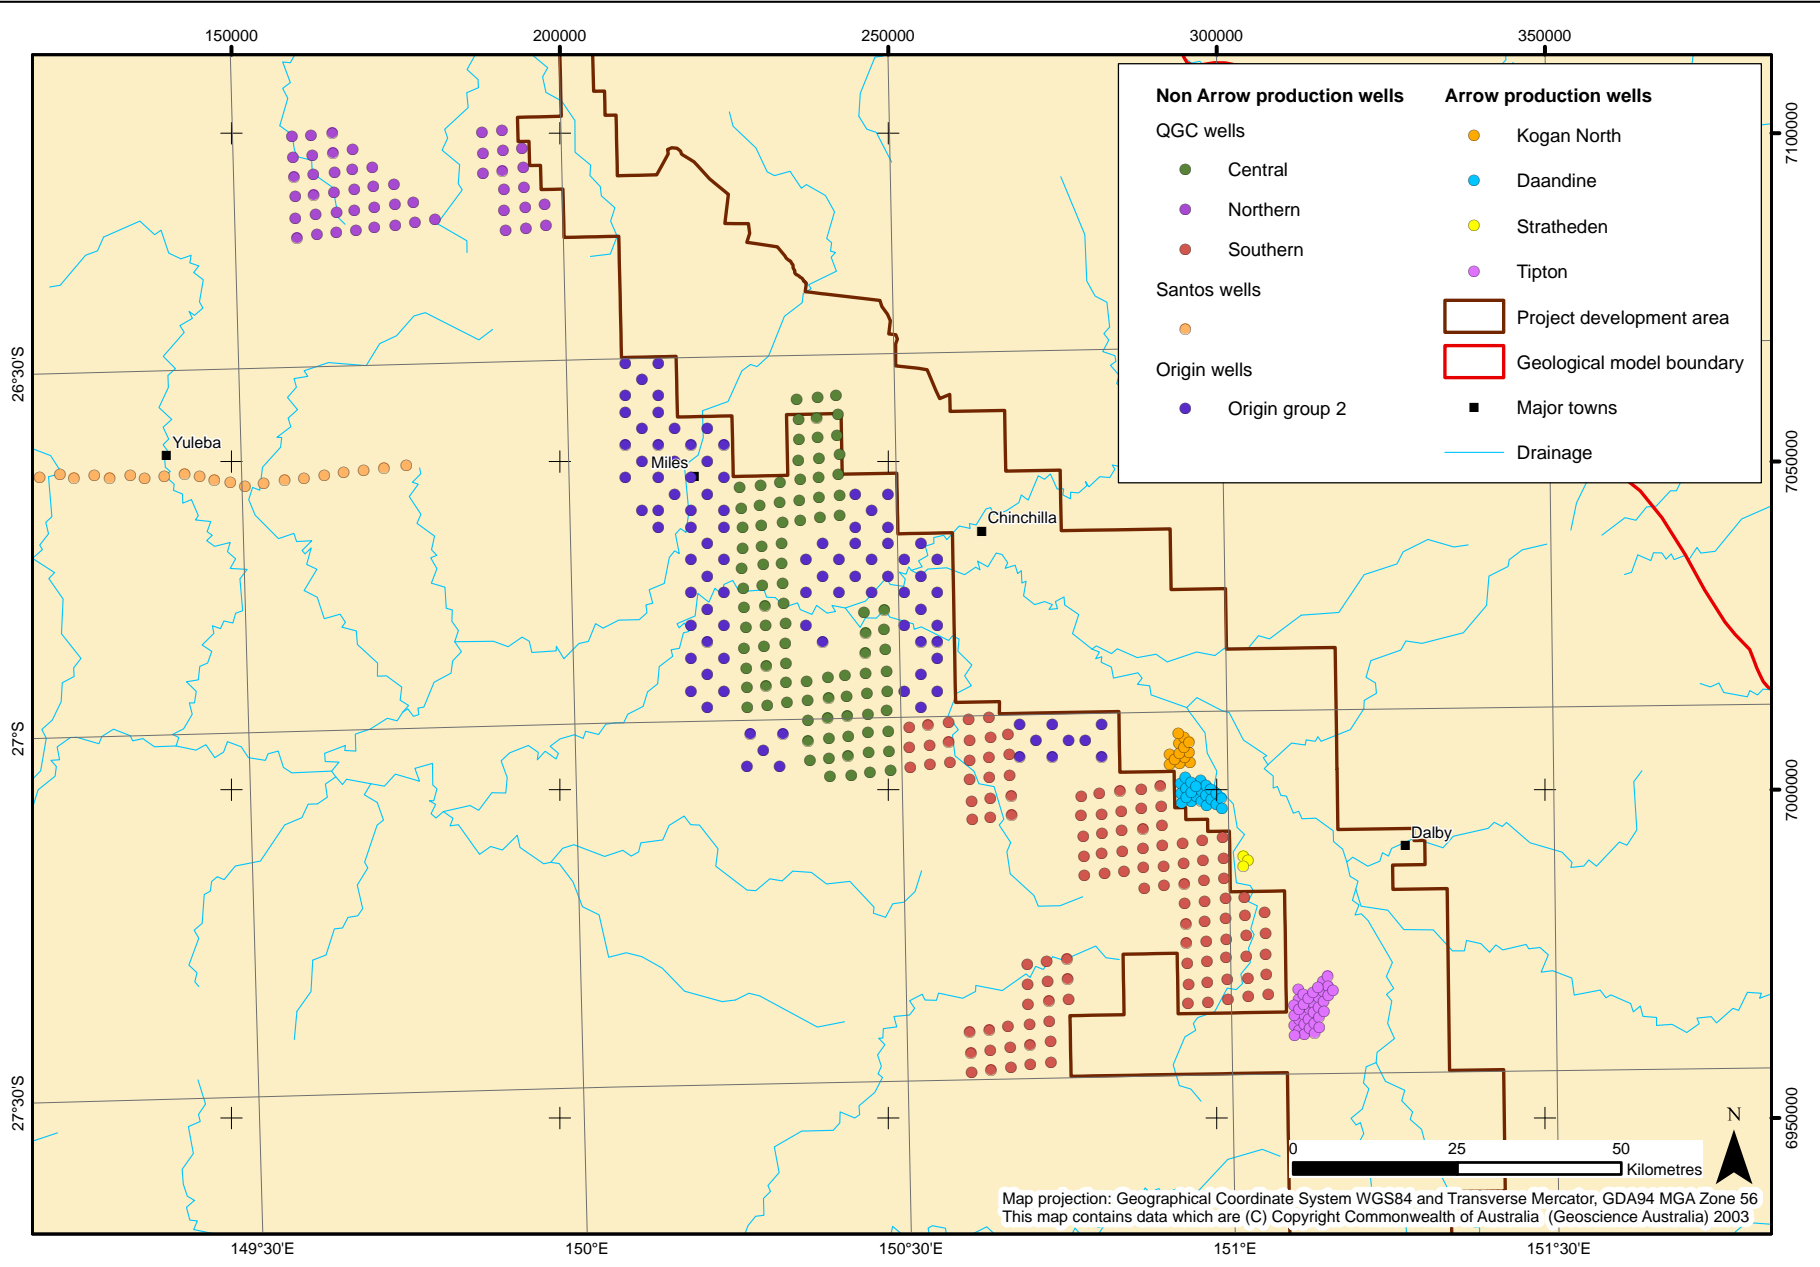 150000
200000
250000
300000
350000
Non Arrow production wells
QGC wells
Central
Northern
Southern
Santos wells
Origin wells
Origin group 2
Arrow production wells
Kogan North
Daandine
Stratheden
Tipton
Project development area
Geological model boundary
Major towns
Drainage
7100000
7050000
7000000
6950000
26°30'S
27°S
27°30'S
Yuleba
Miles
Chinchilla
Dalby
N
0
25
50
Kilometres
Map projection: Geographical Coordinate System WGS84 and Transverse Mercator, GDA94 MGA Zone 56
This map contains data which are (C) Copyright Commonwealth of Australia (Geoscience Australia) 2003
149°30'E
150°E
150°30'E
151°E
151°30'E